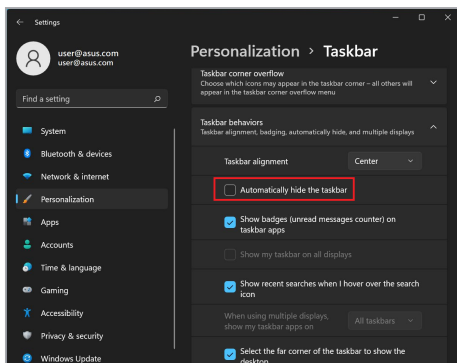 Settings
user@asus.com
user@asus.com
Find a setting
System
Bluetooth & devices
Network & internet
Personalization
Apps
Accounts
Time & language
Gaming
Accessibility
Privacy & security
Windows Update
Personalization > Taskbar
Taskbar corner overflow
Choose which icons may appear in the taskbar corner – all others will
appear in the taskbar corner overflow menu
Taskbar behaviors
Taskbar alignment, badging, automatically hide, and multiple displays
Taskbar alignment
Center
Automatically hide the taskbar
Show badges (unread messages counter) on
taskbar apps
Show my taskbar on all displays
Show recent searches when I hover over the search
icon
When using multiple displays,
show my taskbar apps on
All taskbars
Select the far corner of the taskbar to show the
desktop